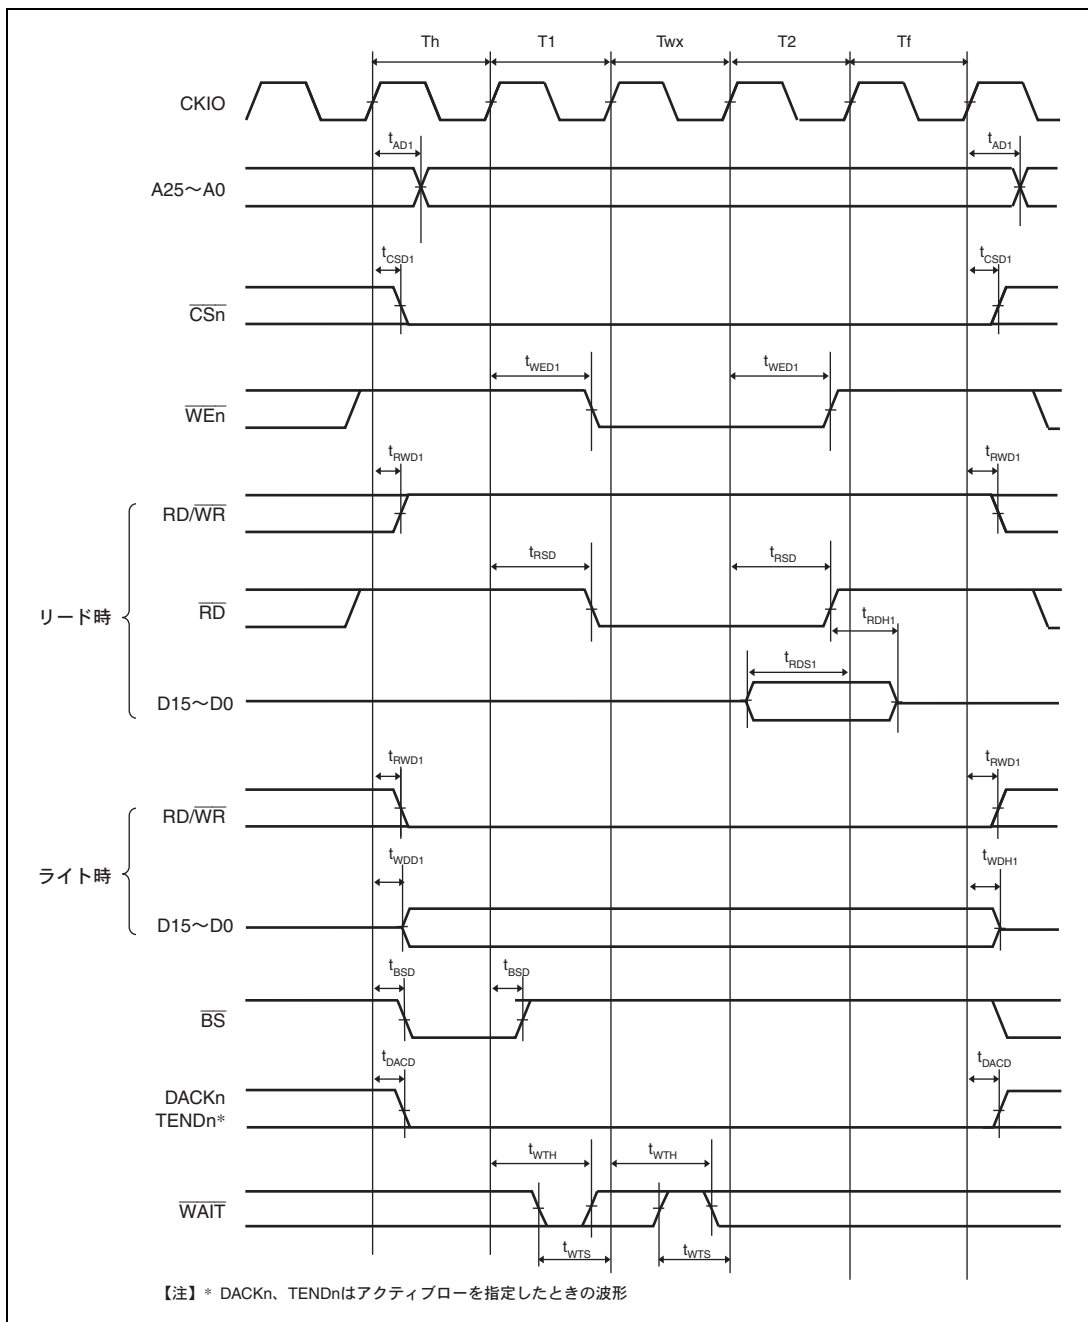 Th T1 Twx T2 Tf
CKIO
tAD1 tAD1
A25～A0
tCSD1 tCSD1
CSn
tWED1 tWED1
WEn
tRWD1 tRWD1
RD/WR
tRSD tRSD
リード時
RD
tRDH1
tRDS1
D15～D0
tRWD1 tRWD1
RD/WR
ライト時
tWDD1 tWDH1
D15～D0
tBSD tBSD
BS
tDACD tDACD
DACKn
TENDn*
tWTH tWTH
WAIT
tWTS tWTS
【注】* DACKn、TENDnはアクティブローを指定したときの波形